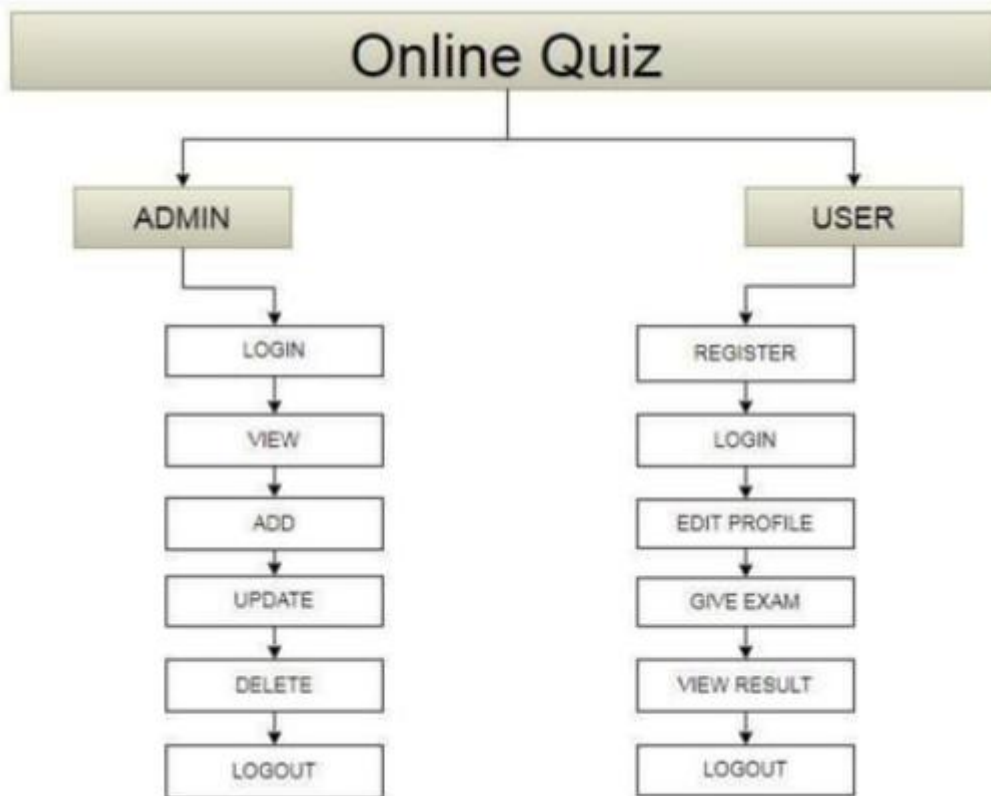 Online Quiz
ADMIN
USER
LOGIN
VIEW
ADD
UPDATE
DELETE
LOGOUT
REGISTER
LOGIN
EDIT PROFILE
GIVE EXAM
VIEW RESULT
LOGOUT